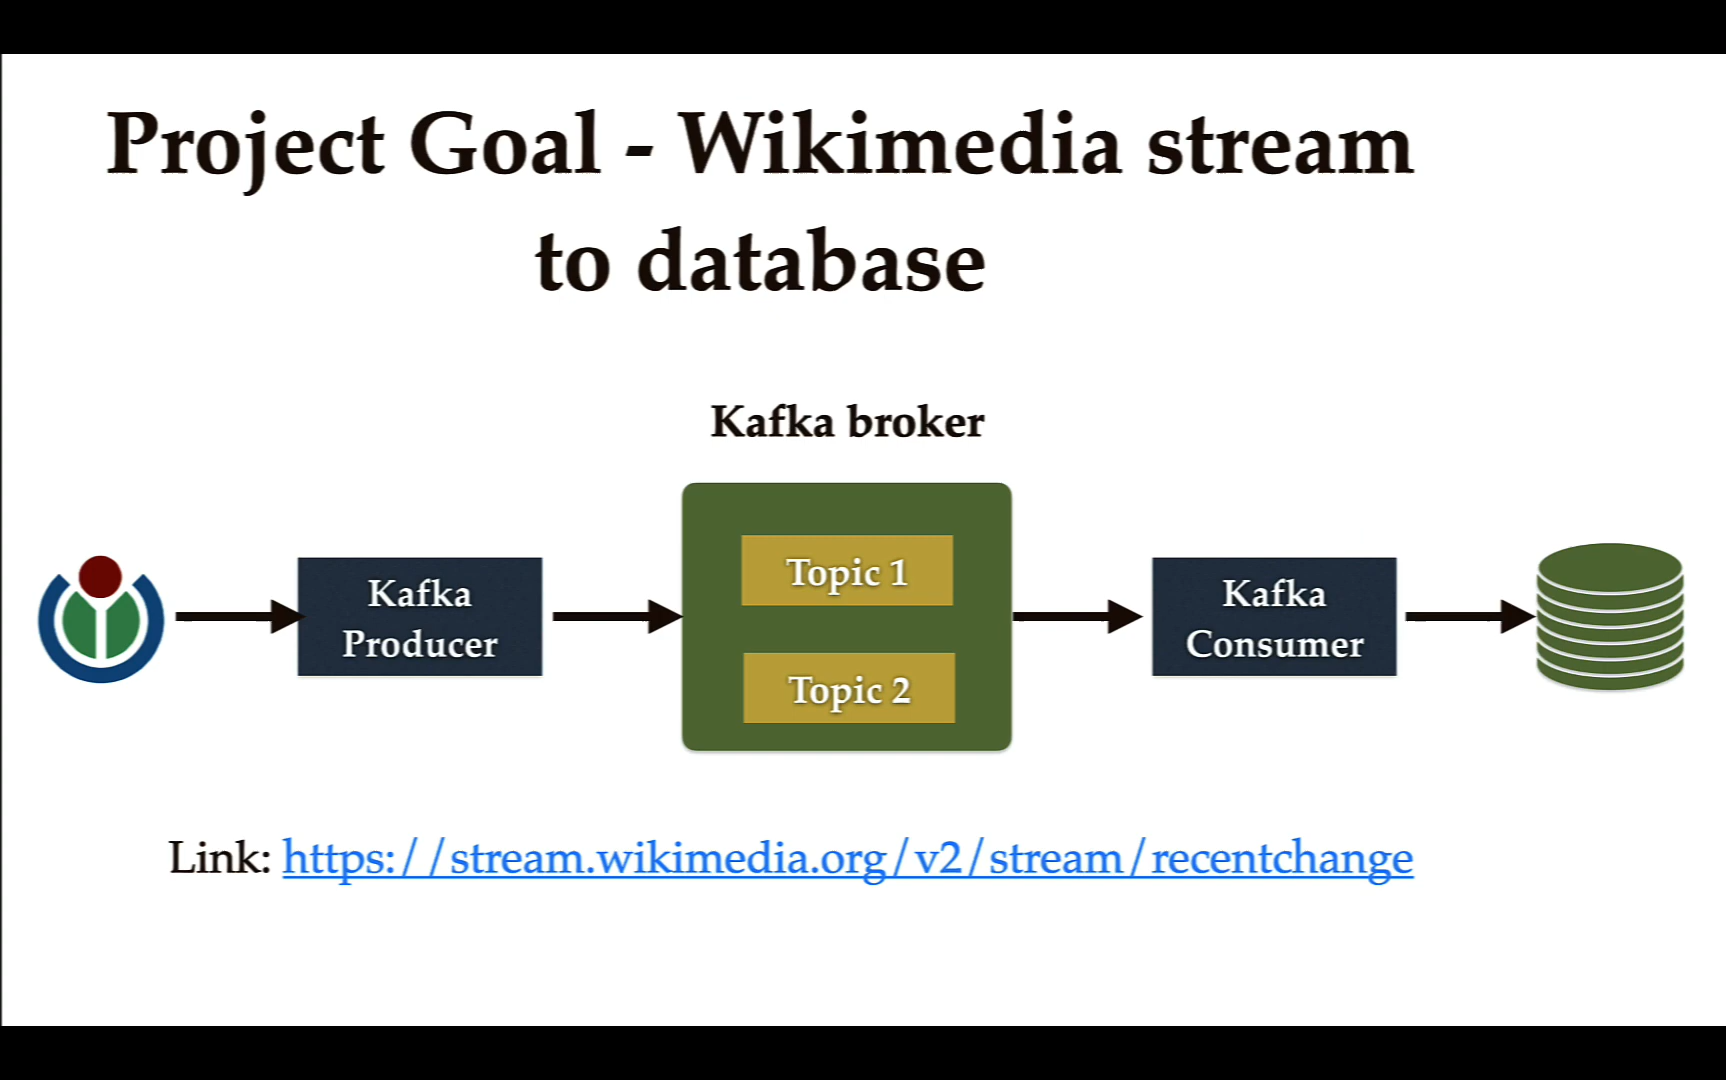 Project Goal - Wikimedia stream
to database
Kafka broker
Kafka
Producer
Topic 1
Topic 2
Kafka
Consumer
Link: https://stream.wikimedia.org/v2/stream/recentchange